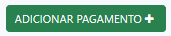 ADICIONAR PAGAMENTO +